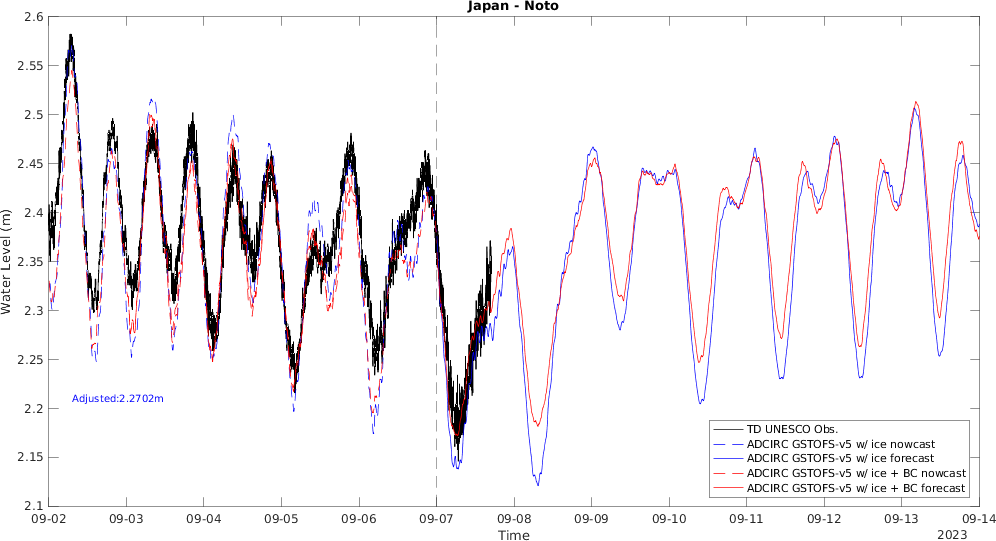 Japan - Noto
Water Level (m)
2.6
2.55
2.5
2.45
2.4
2.35
2.3
2.25
2.2
2.15
2.1
Adjusted:2.2702m
TD UNESCO Obs.
ADCIRC GSTOFS-v5 w/ ice nowcast
ADCIRC GSTOFS-v5 w/ ice forecast
ADCIRC GSTOFS-v5 w/ ice + BC nowcast
ADCIRC GSTOFS-v5 w/ ice + BC forecast
09-02 09-03 09-04 09-05 09-06 09-07 09-08 09-09 09-10 09-11 09-12 09-13 09-14
Time
2023